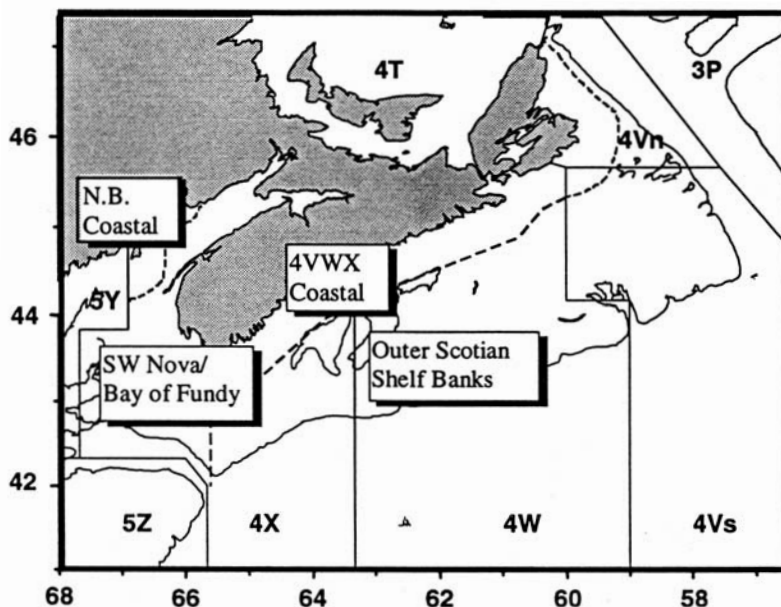 4T
3P
46
4Vn
N.B.
Coastal
4VWX
Coastal
5Y
44
SW Nova/
Bay of Fundy
Outer Scotian
Shelf Banks
42
5Z
4X
4W
4Vs
68 66 64 62 60 58